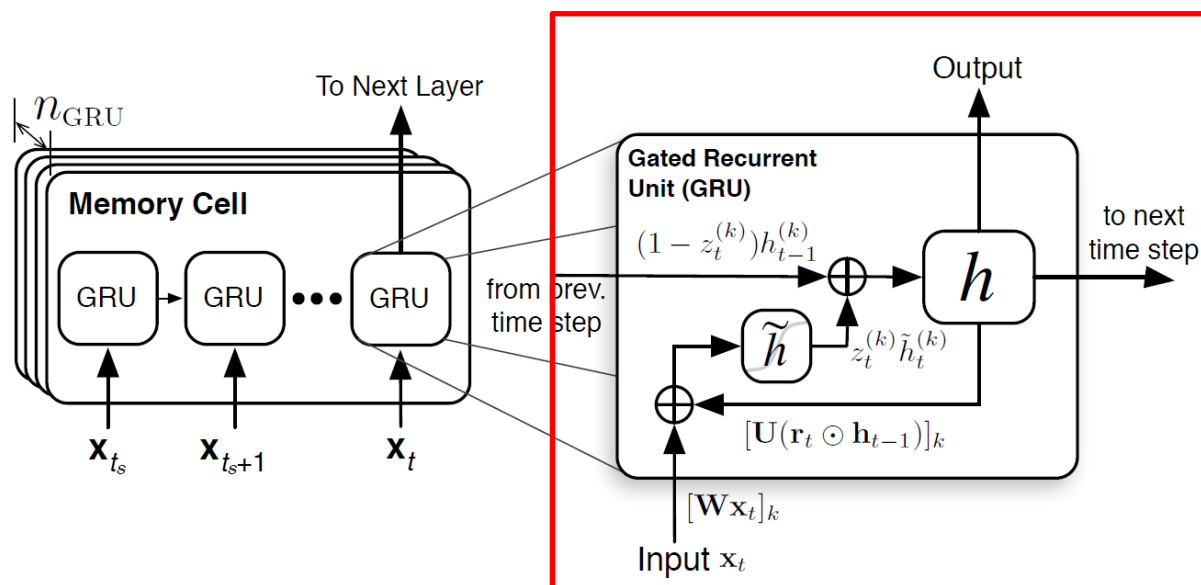 n_GRU
To Next Layer
Memory Cell
GRU
GRU
GRU
x_{t_s}
x_{t_s+1}
x_t
Output
Gated Recurrent
Unit (GRU)
(1 − z_t^{(k)})h_{t−1}^{(k)}
from prev.
time step
h
to next
time step
h̃
z_t^{(k)} h̃_t^{(k)}
[U(r_t ⊙ h_{t−1})]_k
[Wx_t]_k
Input x_t